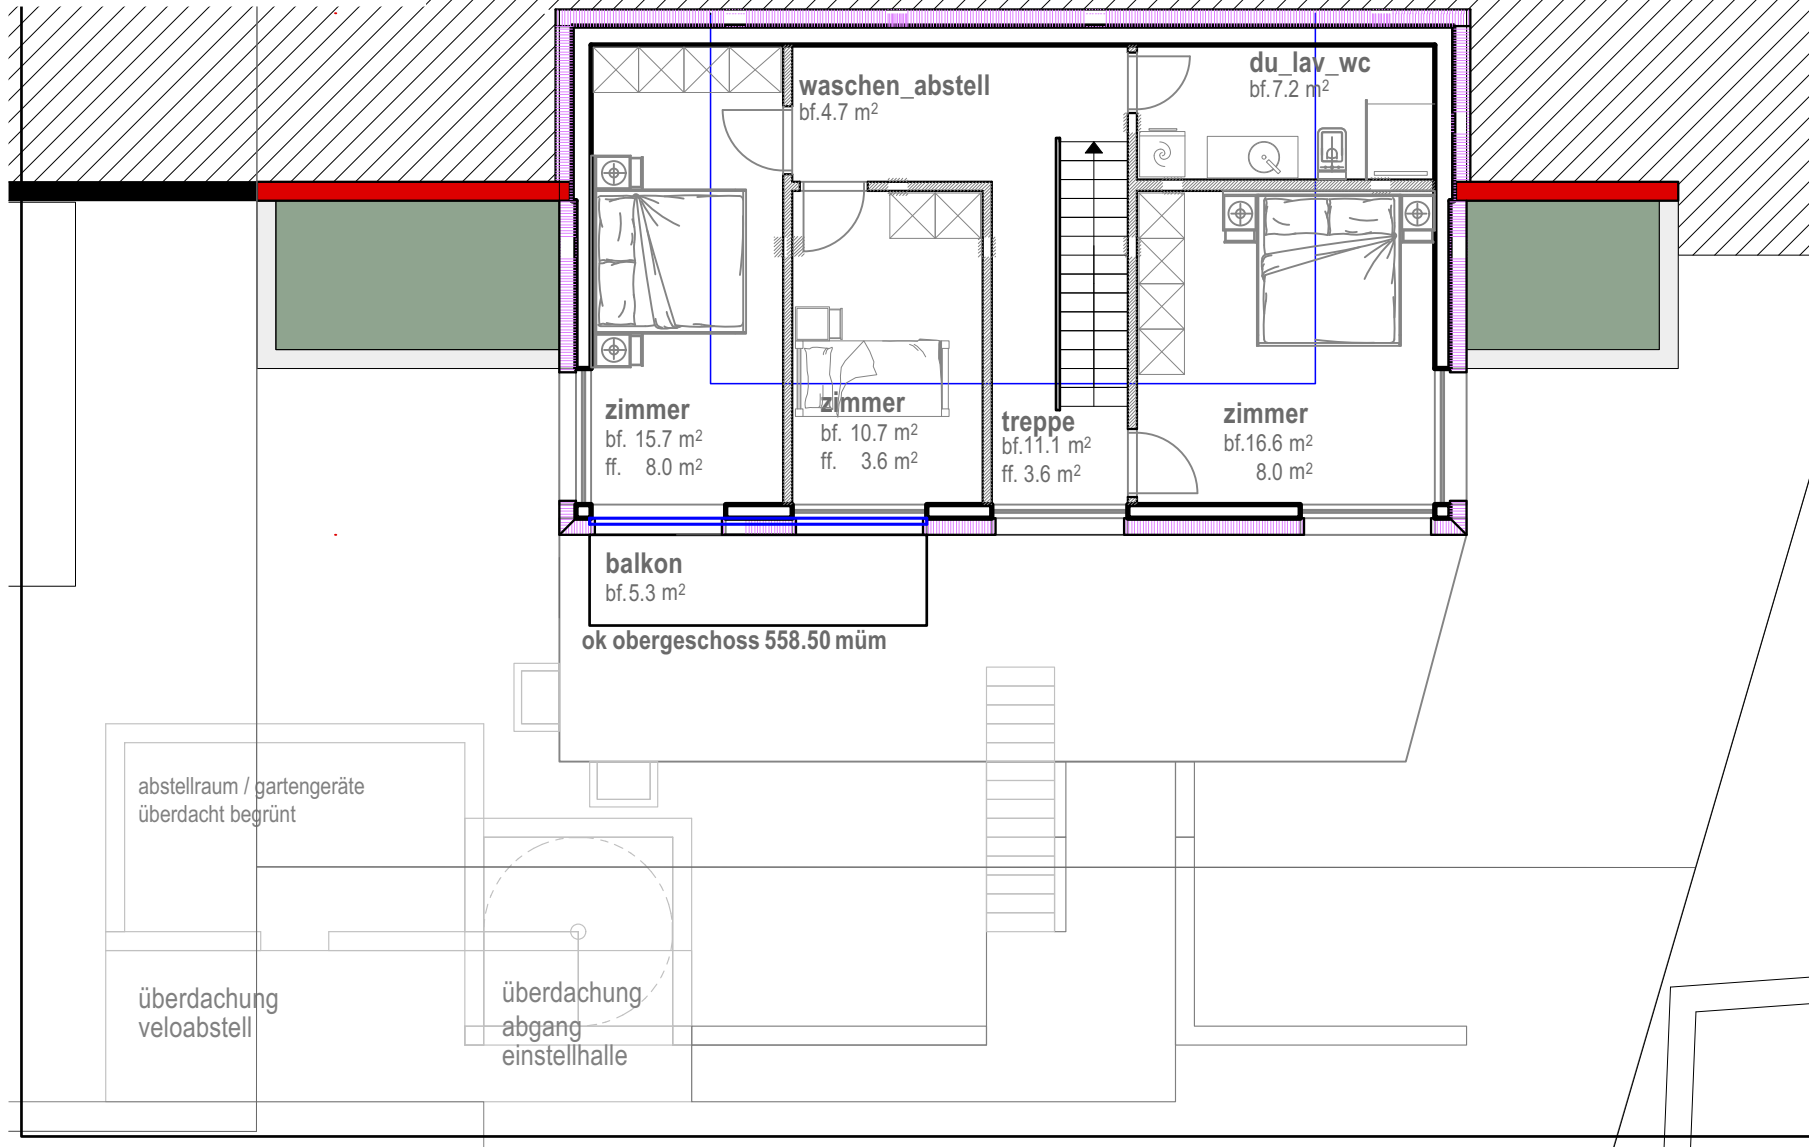 waschen_abstell
bf.4.7 m²
du_lav_wc
bf.7.2 m²
zimmer
bf. 15.7 m²
ff. 8.0 m²
zimmer
bf. 10.7 m²
ff. 3.6 m²
treppe
bf.11.1 m²
ff. 3.6 m²
zimmer
bf.16.6 m²
8.0 m²
balkon
bf.5.3 m²
ok obergeschoss 558.50 müm
abstellraum / gartengeräte
überdacht begrünt
überdachung
veloabstell
überdachung
abgang
einstellhalle